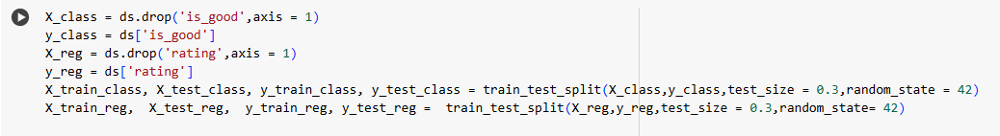 X_class = ds.drop('is_good',axis = 1)
y_class = ds['is_good']
X_reg = ds.drop('rating',axis = 1)
y_reg = ds['rating']
X_train_class, X_test_class, y_train_class, y_test_class = train_test_split(X_class,y_class,test_size = 0.3,random_state = 42)
X_train_reg,  X_test_reg,  y_train_reg, y_test_reg =  train_test_split(X_reg,y_reg,test_size = 0.3,random_state= 42)